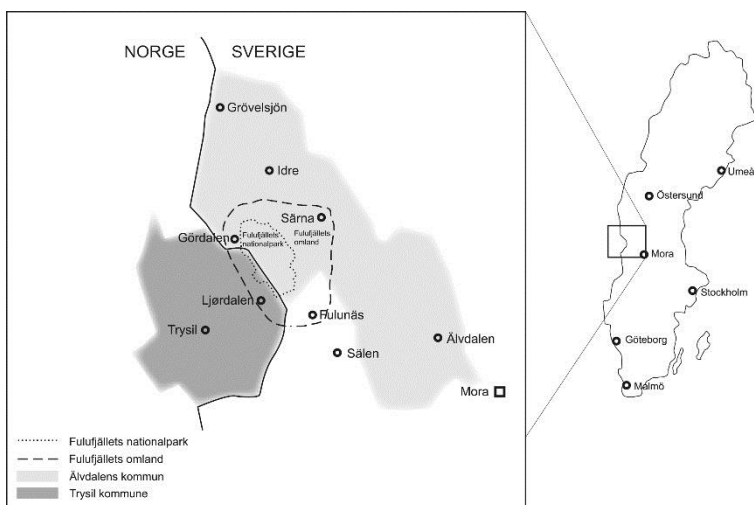 NORGE
SVERIGE
Grövelsjön
Idre
Särna
Fulufjällets
omland
Gördalen
Fulufjällets
nationalpark
Ljørdalen
Trysil
Fulunäs
Sälen
Älvdalen
Mora
Fulufjällets nationalpark
Fulufjällets omland
Älvdalens kommun
Trysil kommune
Umeå
Östersund
Mora
Stockholm
Göteborg
Malmö